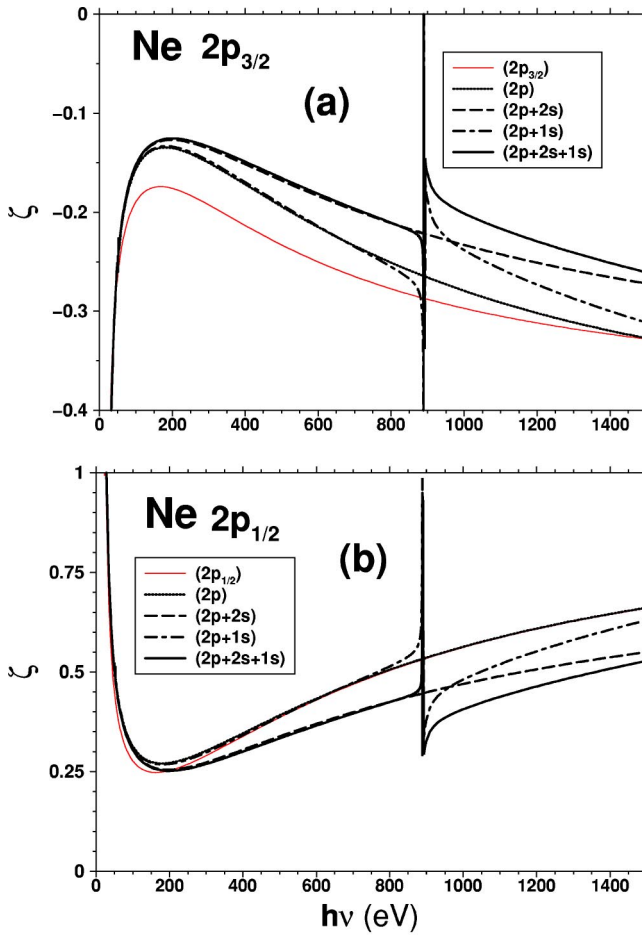 Ne 2p3/2
(a)
(2p3/2)
(2p)
(2p+2s)
(2p+1s)
(2p+2s+1s)
0
−0.1
−0.2
−0.3
−0.4
ζ
0 200 400 600 800 1000 1200 1400
Ne 2p1/2
(b)
(2p1/2)
(2p)
(2p+2s)
(2p+1s)
(2p+2s+1s)
1
0.75
0.5
0.25
0
ζ
0 200 400 600 800 1000 1200 1400
hν (eV)